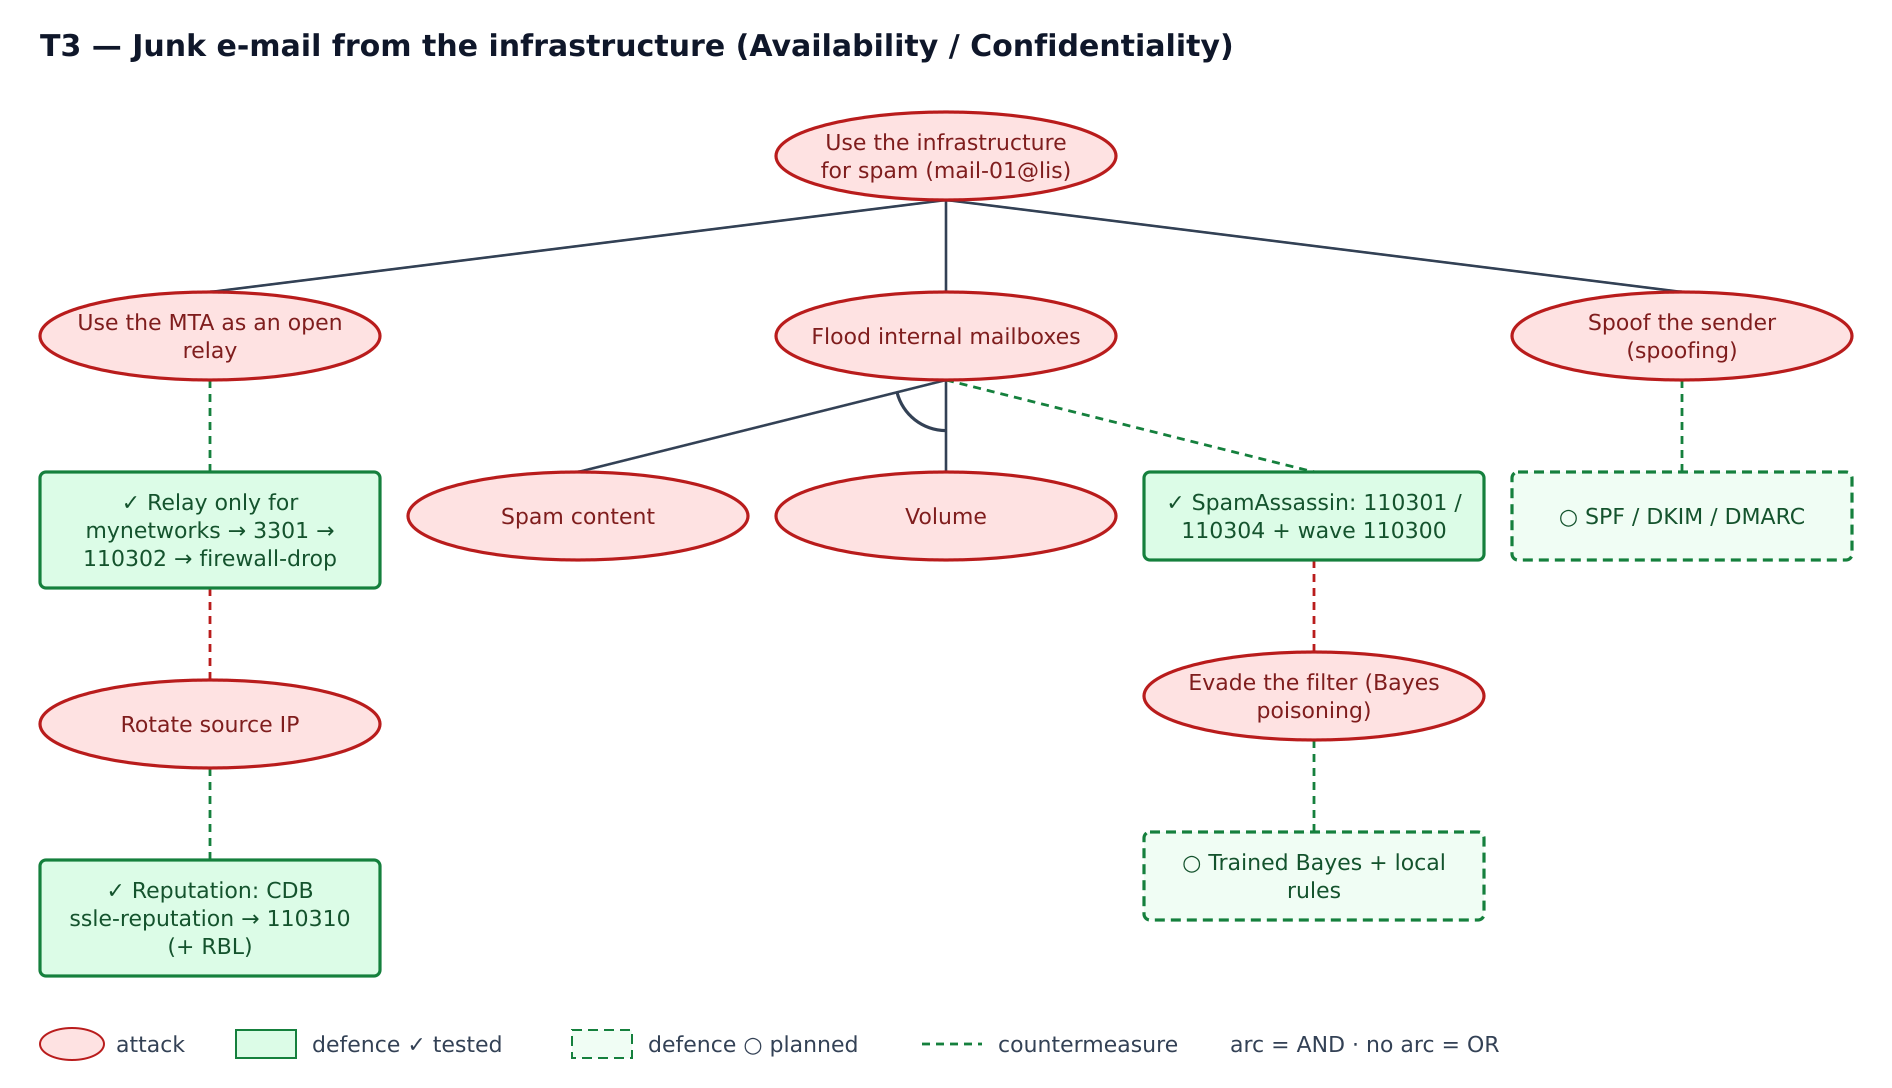 T3 — Junk e-mail from the infrastructure (Availability / Confidentiality)
Use the infrastructure
for spam (mail-01@lis)
Use the MTA as an open
relay
Flood internal mailboxes
Spoof the sender
(spoofing)
✓ Relay only for
mynetworks → 3301 →
110302 → firewall-drop
Spam content
Volume
✓ SpamAssassin: 110301 /
110304 + wave 110300
○ SPF / DKIM / DMARC
Rotate source IP
Evade the filter (Bayes
poisoning)
✓ Reputation: CDB
ssle-reputation → 110310
(+ RBL)
○ Trained Bayes + local
rules
attack
defence ✓ tested
defence ○ planned
countermeasure
arc = AND · no arc = OR